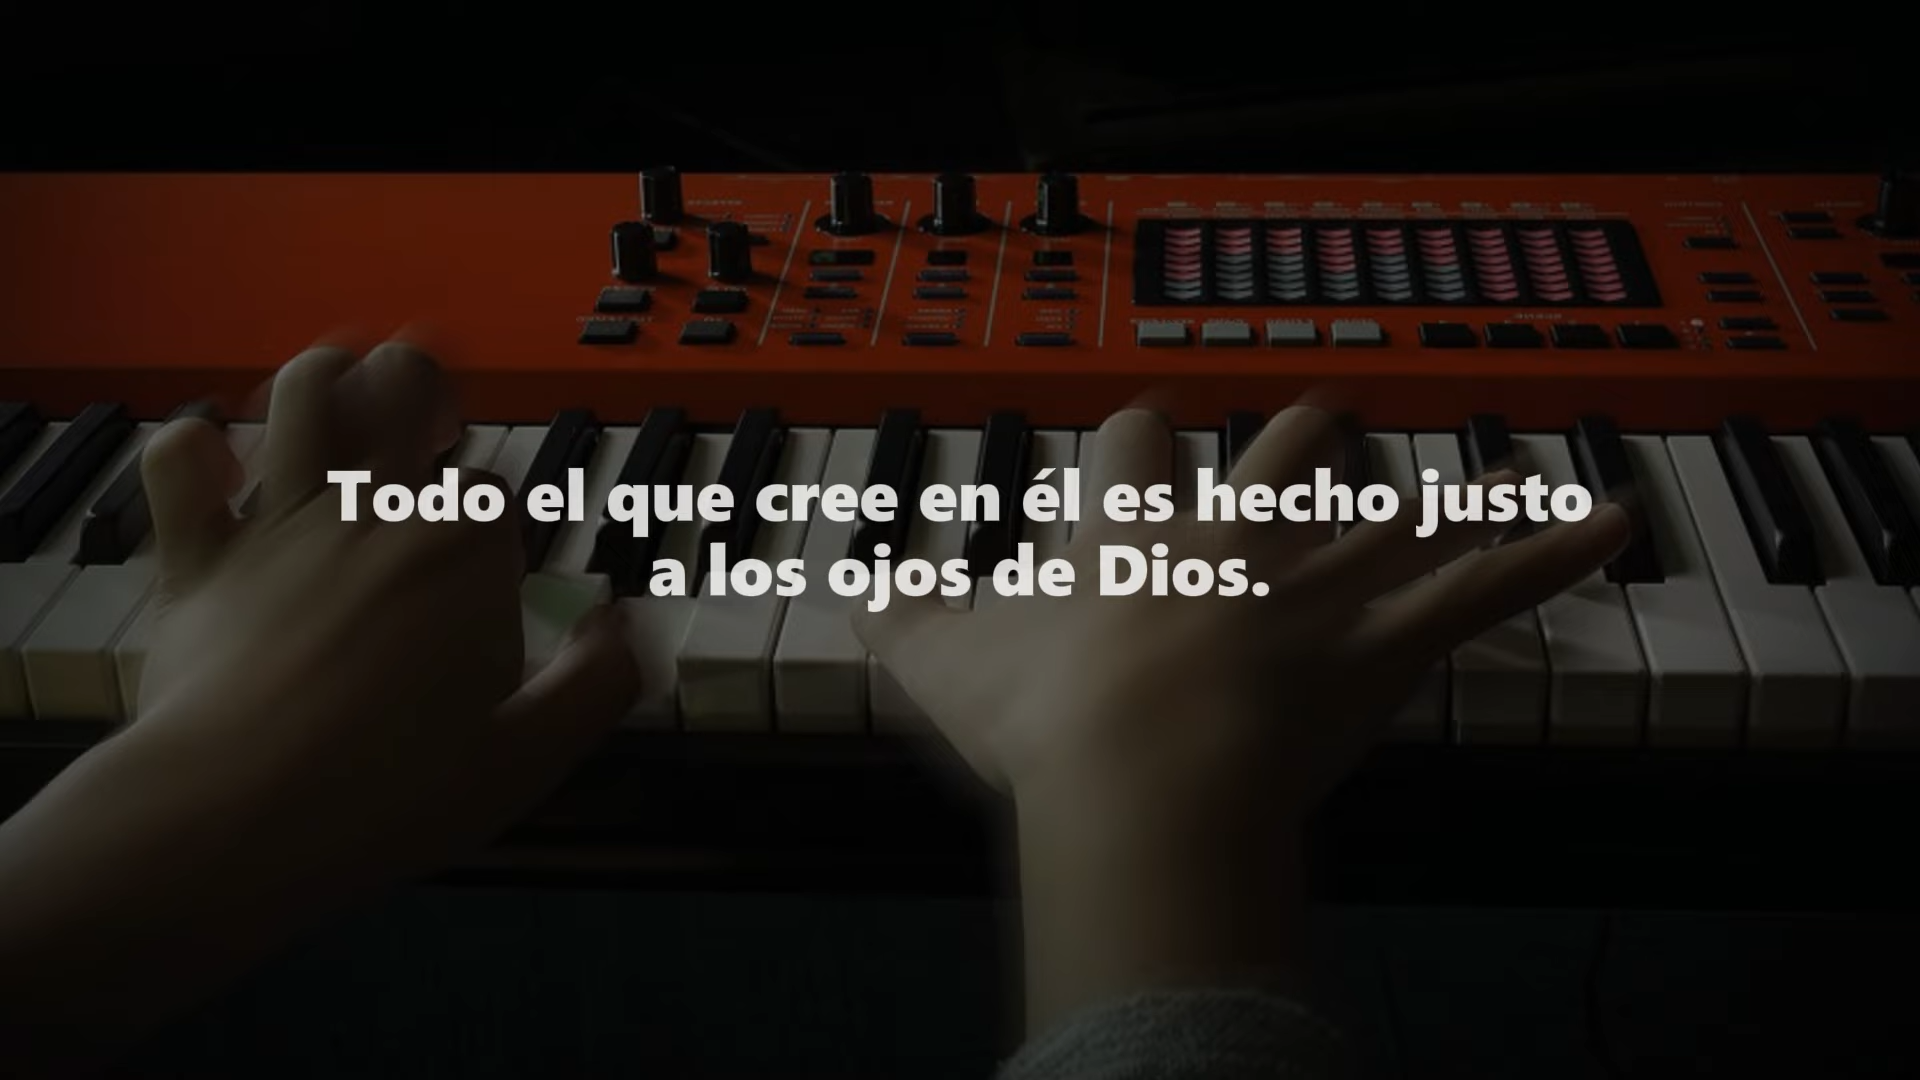 Todo el que cree en él es hecho justo
a los ojos de Dios.